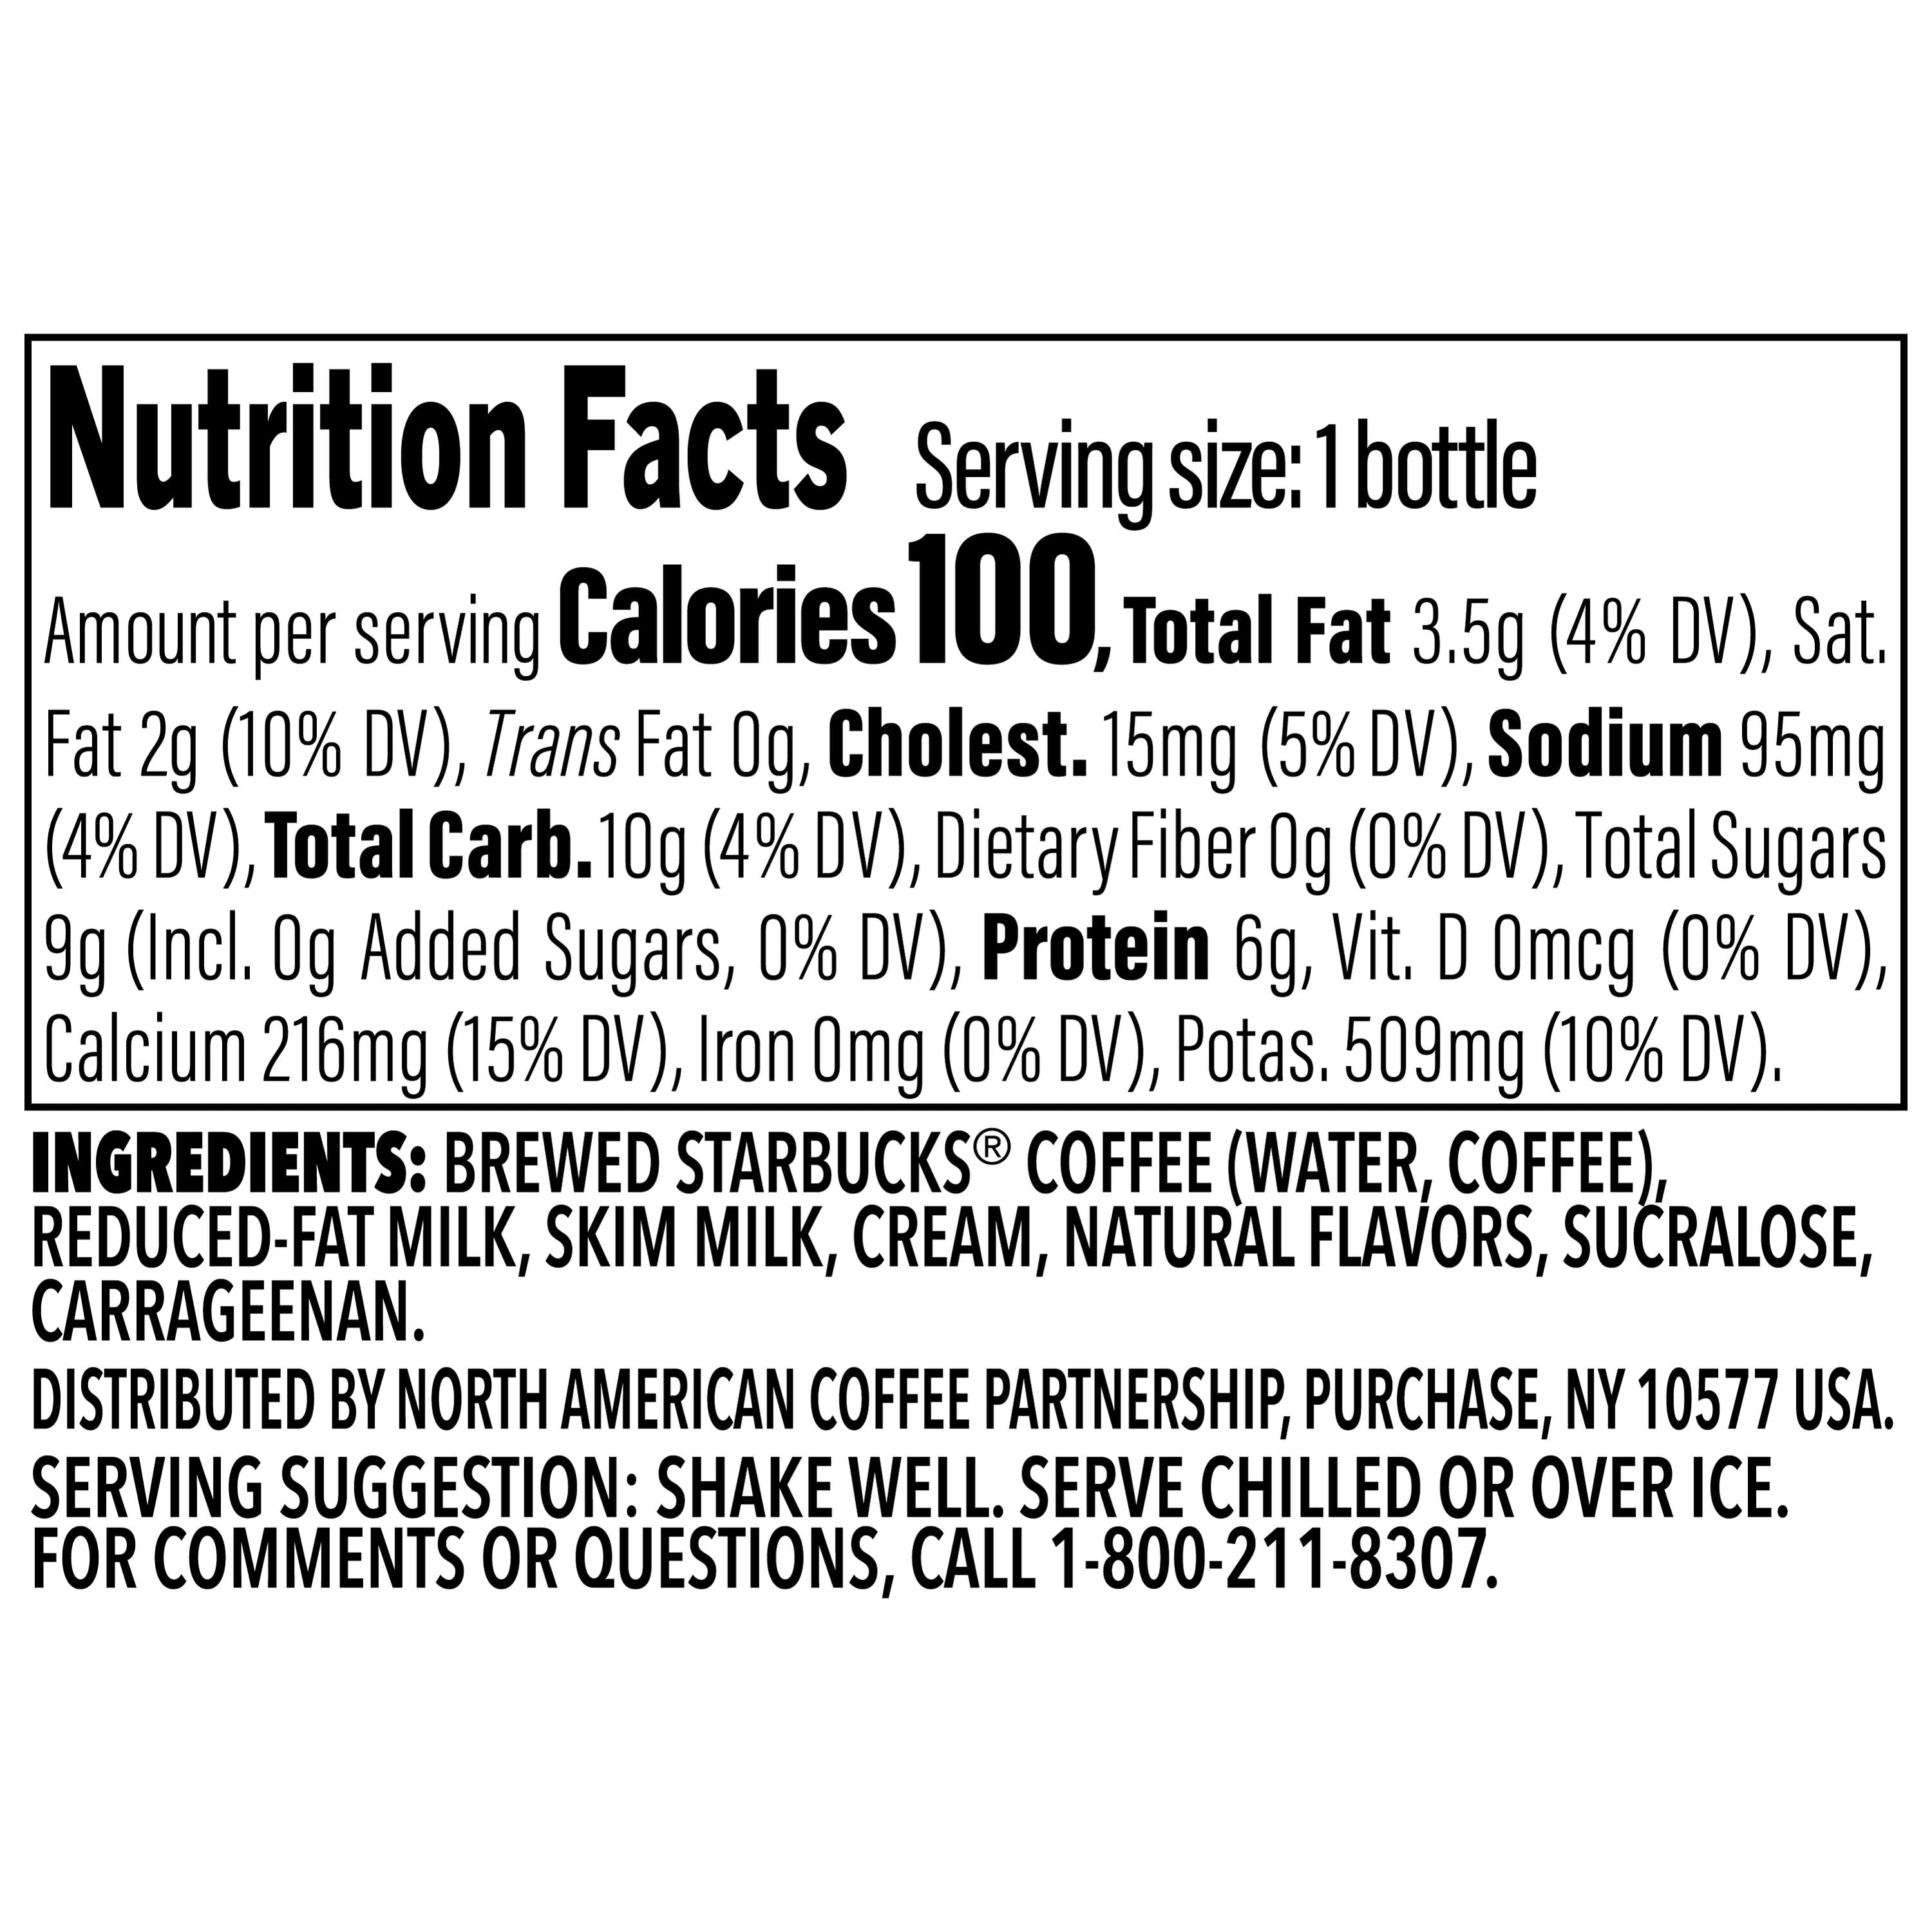 Nutrition Facts Serving size: 1 bottle
Amount per serving Calories 100, Total Fat 3.5g (4% DV), Sat.
Fat 2g (10% DV), Trans Fat 0g, Cholest. 15mg (5% DV), Sodium 95mg
(4% DV), Total Carb. 10g (4% DV), Dietary Fiber 0g (0% DV), Total Sugars
9g (Incl. 0g Added Sugars, 0% DV), Protein 6g, Vit. D 0mcg (0% DV),
Calcium 216mg (15% DV), Iron 0mg (0% DV), Potas. 509mg (10% DV).
INGREDIENTS: BREWED STARBUCKS® COFFEE (WATER, COFFEE),
REDUCED-FAT MILK, SKIM MILK, CREAM, NATURAL FLAVORS, SUCRALOSE,
CARRAGEENAN.
DISTRIBUTED BY NORTH AMERICAN COFFEE PARTNERSHIP, PURCHASE, NY 10577 USA.
SERVING SUGGESTION: SHAKE WELL. SERVE CHILLED OR OVER ICE.
FOR COMMENTS OR QUESTIONS, CALL 1-800-211-8307.